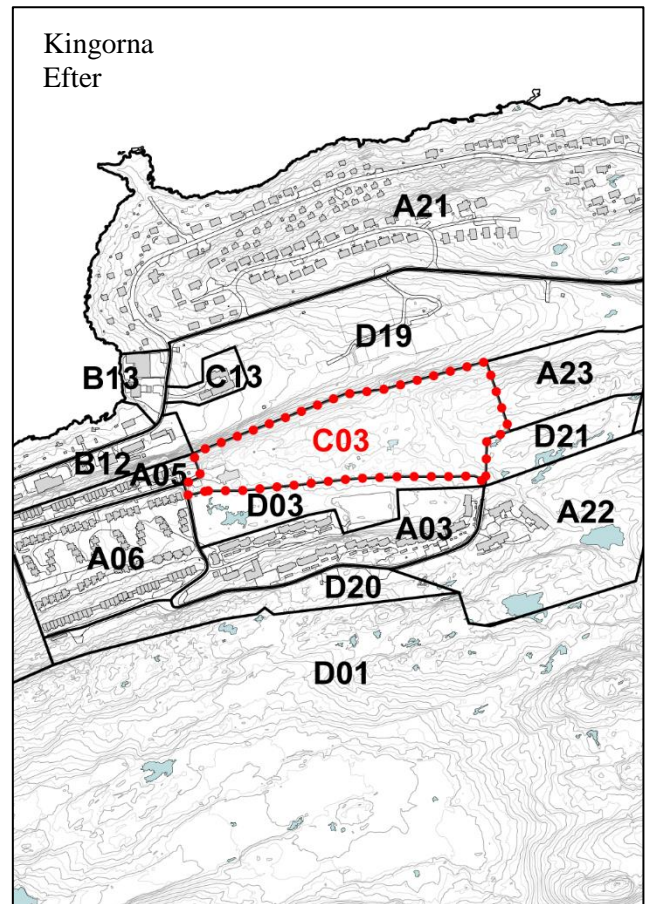 Kingorna
Efter
A21
D19
B13
C13
A23
C03
D21
B12
A05
D03
A03
A22
A06
D20
D01